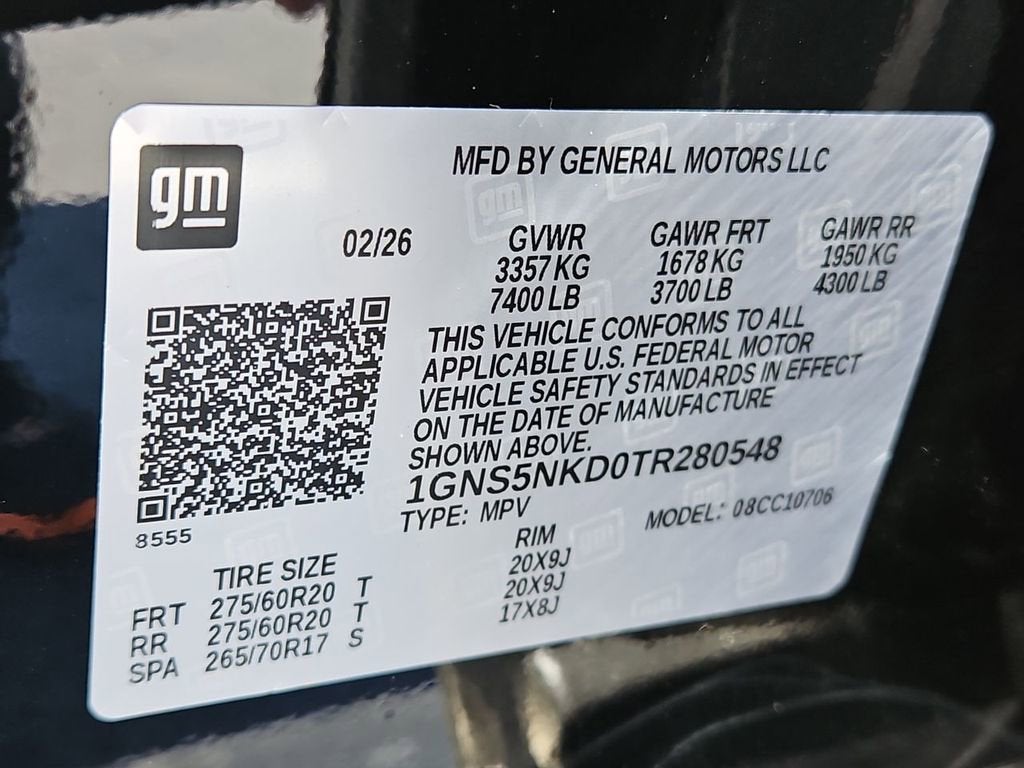 gm
MFD BY GENERAL MOTORS LLC
02/26
GVWR GAWR FRT GAWR RR
3357 KG 1678 KG 1950 KG
7400 LB 3700 LB 4300 LB
THIS VEHICLE CONFORMS TO ALL
APPLICABLE U.S. FEDERAL MOTOR
VEHICLE SAFETY STANDARDS IN EFFECT
ON THE DATE OF MANUFACTURE
SHOWN ABOVE.
1GNS5NKD0TR280548
TYPE: MPV MODEL: 08CC10706
8555
TIRE SIZE RIM
FRT 275/60R20 T 20X9J
RR 275/60R20 T 20X9J
SPA 265/70R17 S 17X8J